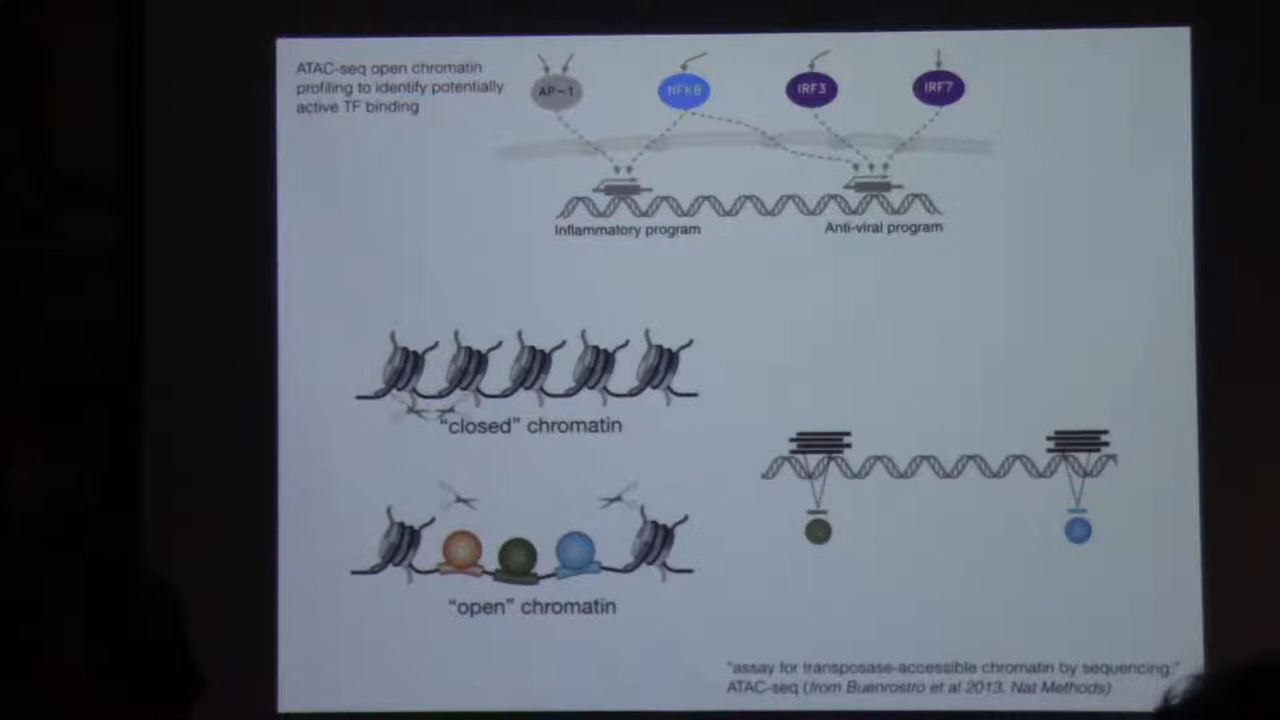 ATAC-seq open chromatin
profiling to identify potentially
active TF binding
AP-1
NFKB
IRF3
IRF7
Inflammatory program
Anti-viral program
"closed" chromatin
"open" chromatin
"assay for transposase-accessible chromatin by sequencing:"
ATAC-seq (from Buenrostro et al 2013. Nat Methods)